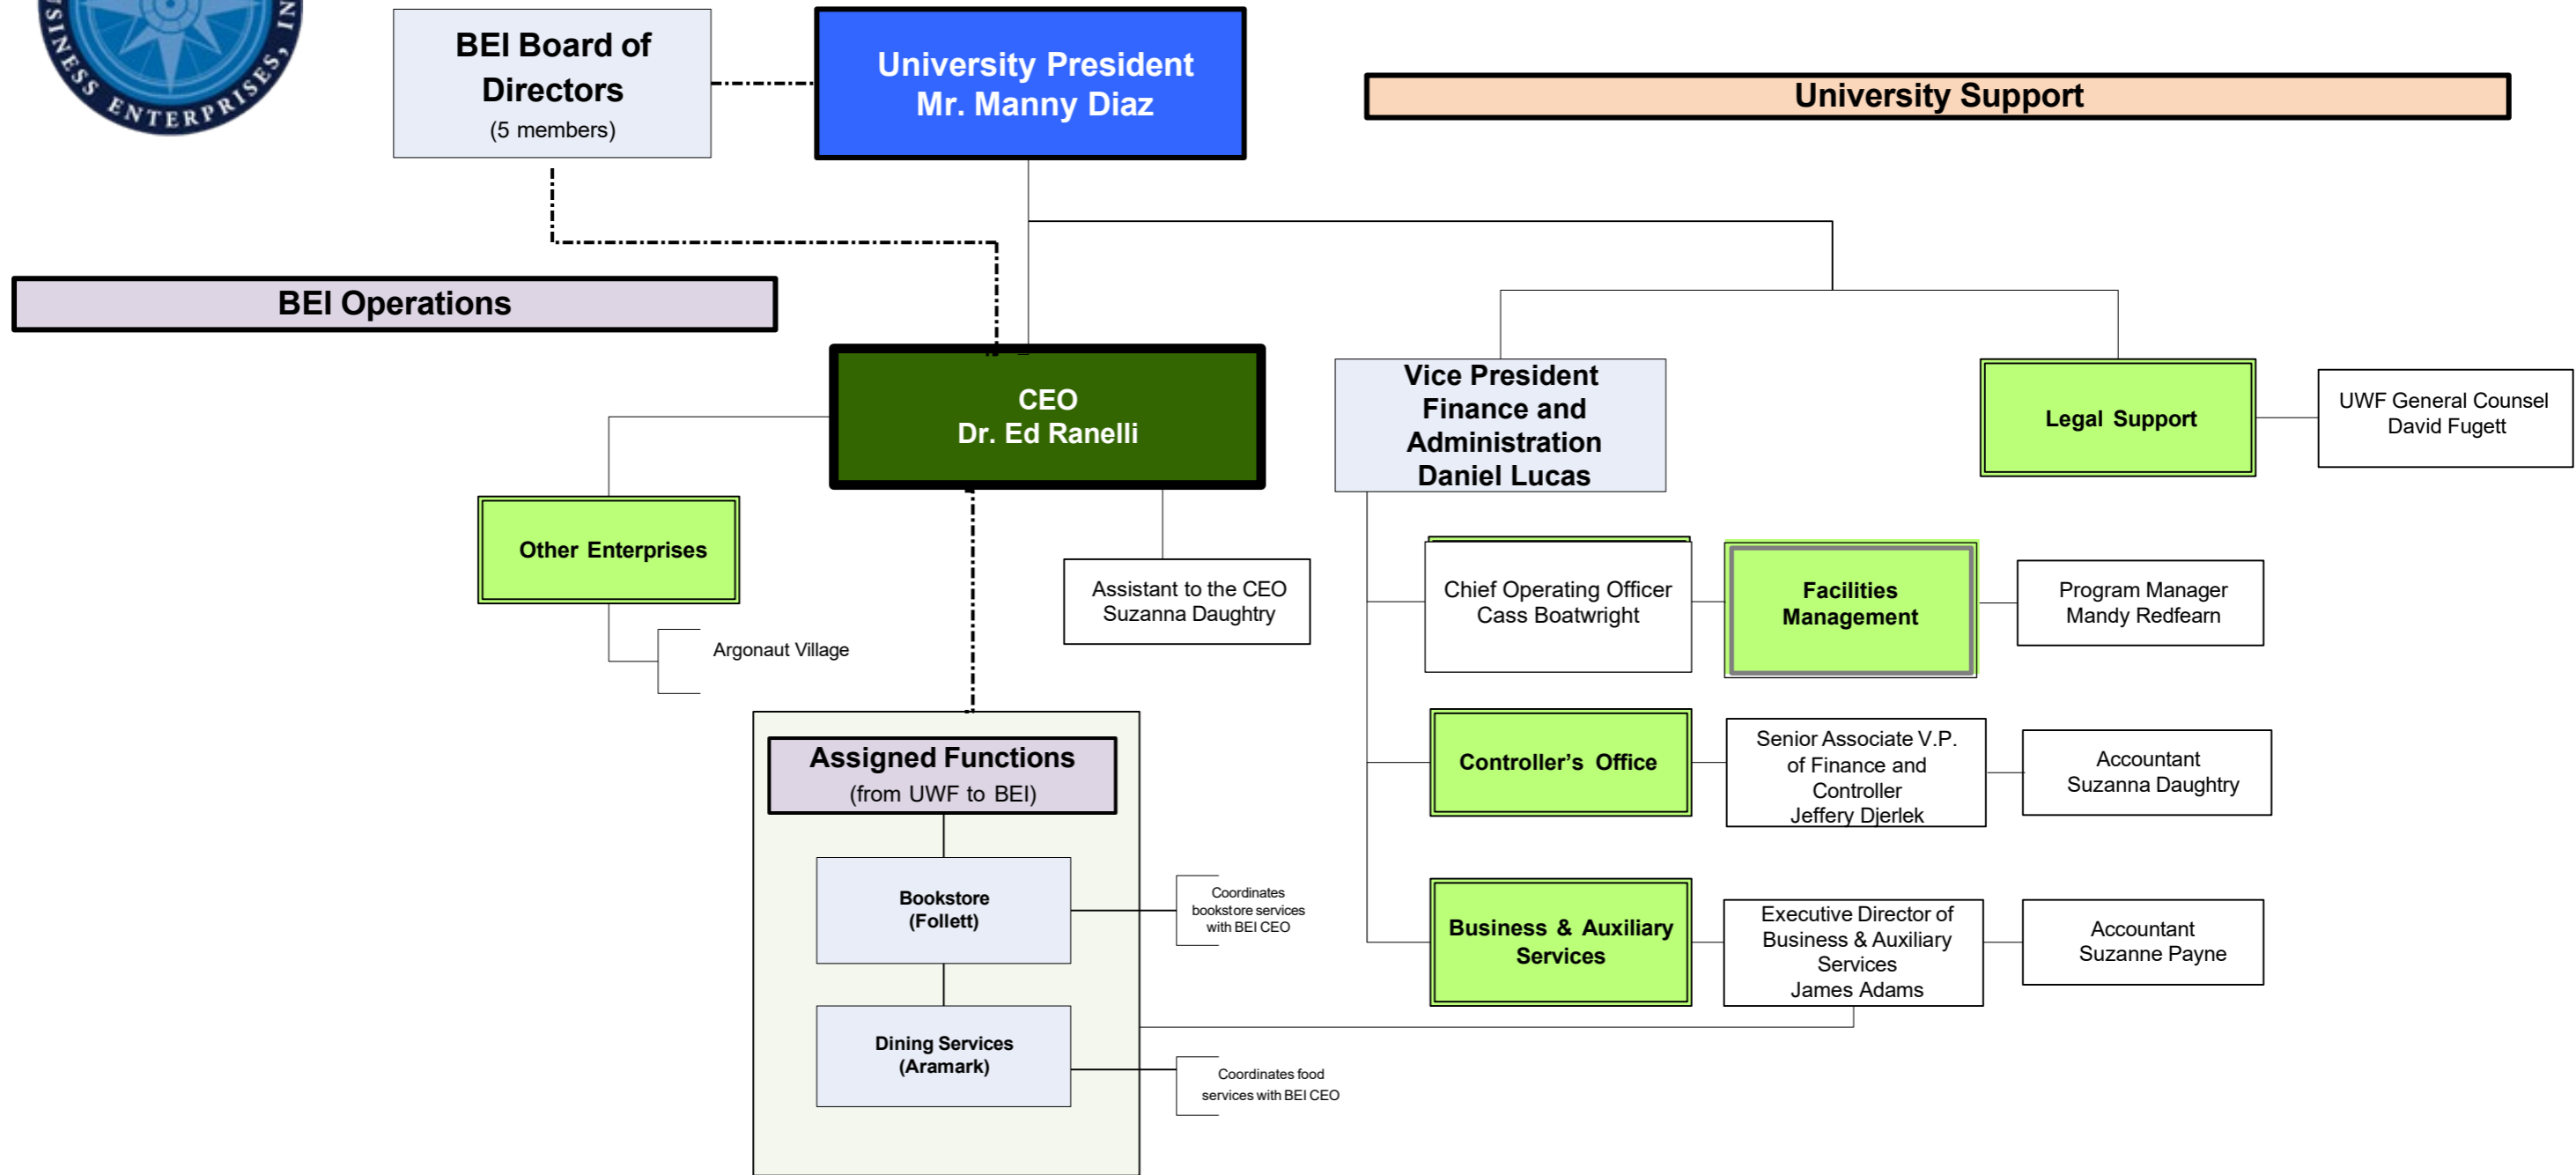 BUSINESS ENTERPRISES, IN
BEI Board of
Directors
(5 members)
University President
Mr. Manny Diaz
University Support
BEI Operations
CEO
Dr. Ed Ranelli
Vice President
Finance and
Administration
Daniel Lucas
Legal Support
UWF General Counsel
David Fugett
Other Enterprises
Argonaut Village
Assistant to the CEO
Suzanna Daughtry
Chief Operating Officer
Cass Boatwright
Facilities
Management
Program Manager
Mandy Redfearn
Controller’s Office
Senior Associate V.P.
of Finance and
Controller
Jeffery Djerlek
Accountant
Suzanna Daughtry
Business & Auxiliary
Services
Executive Director of
Business & Auxiliary
Services
James Adams
Accountant
Suzanne Payne
Assigned Functions
(from UWF to BEI)
Bookstore
(Follett)
Coordinates
bookstore services
with BEI CEO
Dining Services
(Aramark)
Coordinates food
services with BEI CEO